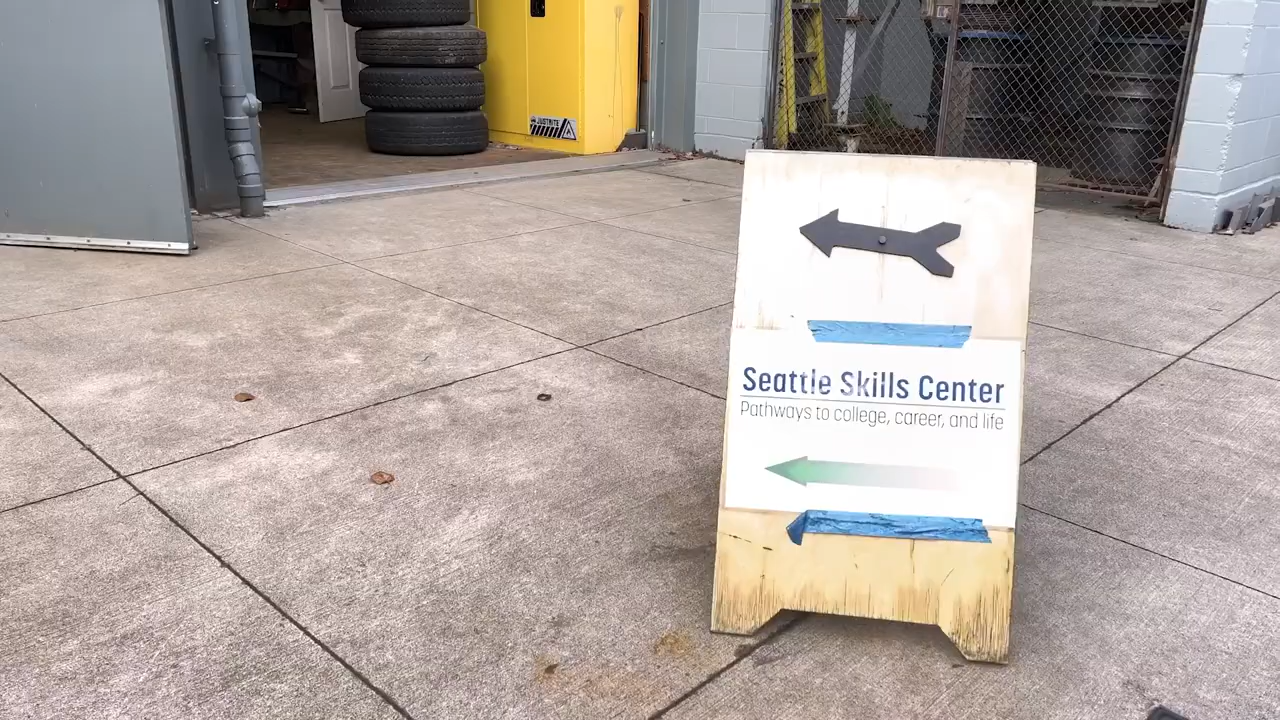 JUSTRITE
Seattle Skills Center
Pathways to college, career, and life